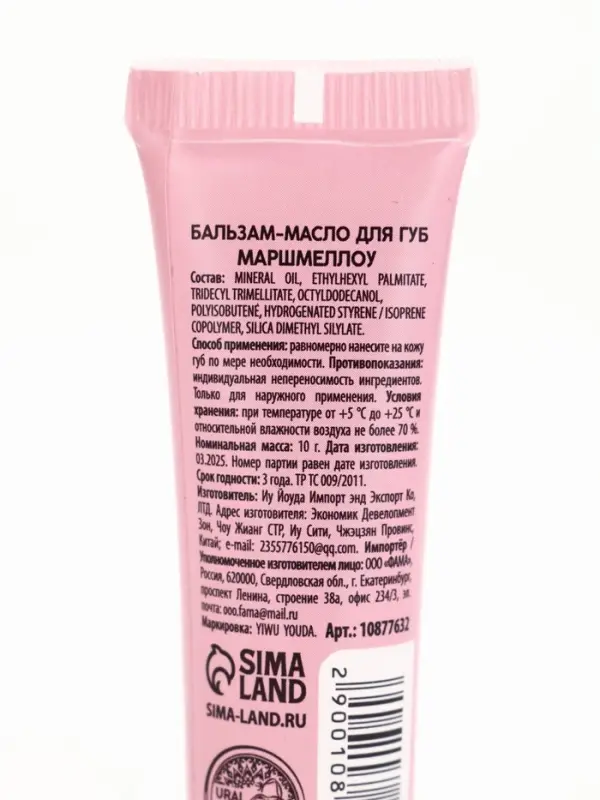 БАЛЬЗАМ-МАСЛО ДЛЯ ГУБ
МАРШМЕЛЛОУ
Состав: MINERAL OIL, ETHYLHEXYL PALMITATE,
TRIDECYL TRIMELLITATE, OCTYLDODECANOL,
POLYISOBUTENE, HYDROGENATED STYRENE / ISOPRENE
COPOLYMER, SILICA DIMETHYL SILYLATE.
Способ применения: равномерно нанесите на кожу
губ по мере необходимости. Противопоказания:
индивидуальная непереносимость ингредиентов.
Только для наружного применения. Условия
хранения: при температуре от +5 °C до +25 °C и
относительной влажности воздуха не более 70 %.
Номинальная масса: 10 г. Дата изготовления:
03.2025. Номер партии равен дате изготовления.
Срок годности: 3 года. ТР ТС 009/2011.
Изготовитель: Иу Йоуда Импорт энд Экспорт Ко,
ЛТД. Адрес изготовителя: Экономик Девелопмент
Зон, Чоу Жианг СТР, Иу Сити, Чжэцзян Провинс,
Китай; e-mail: 2355776150@qq.com. Импортёр /
Уполномоченное изготовителем лицо: ООО «ФАМА»,
Россия, 620000, Свердловская обл., г. Екатеринбург,
проспект Ленина, строение 38а, офис 234/3, эл.
почта: ooo.fama@mail.ru
Маркировка: YIWU YOUDA. Арт.: 10877632
SIMA
LAND
SIMA-LAND.RU
2 900108
URAL